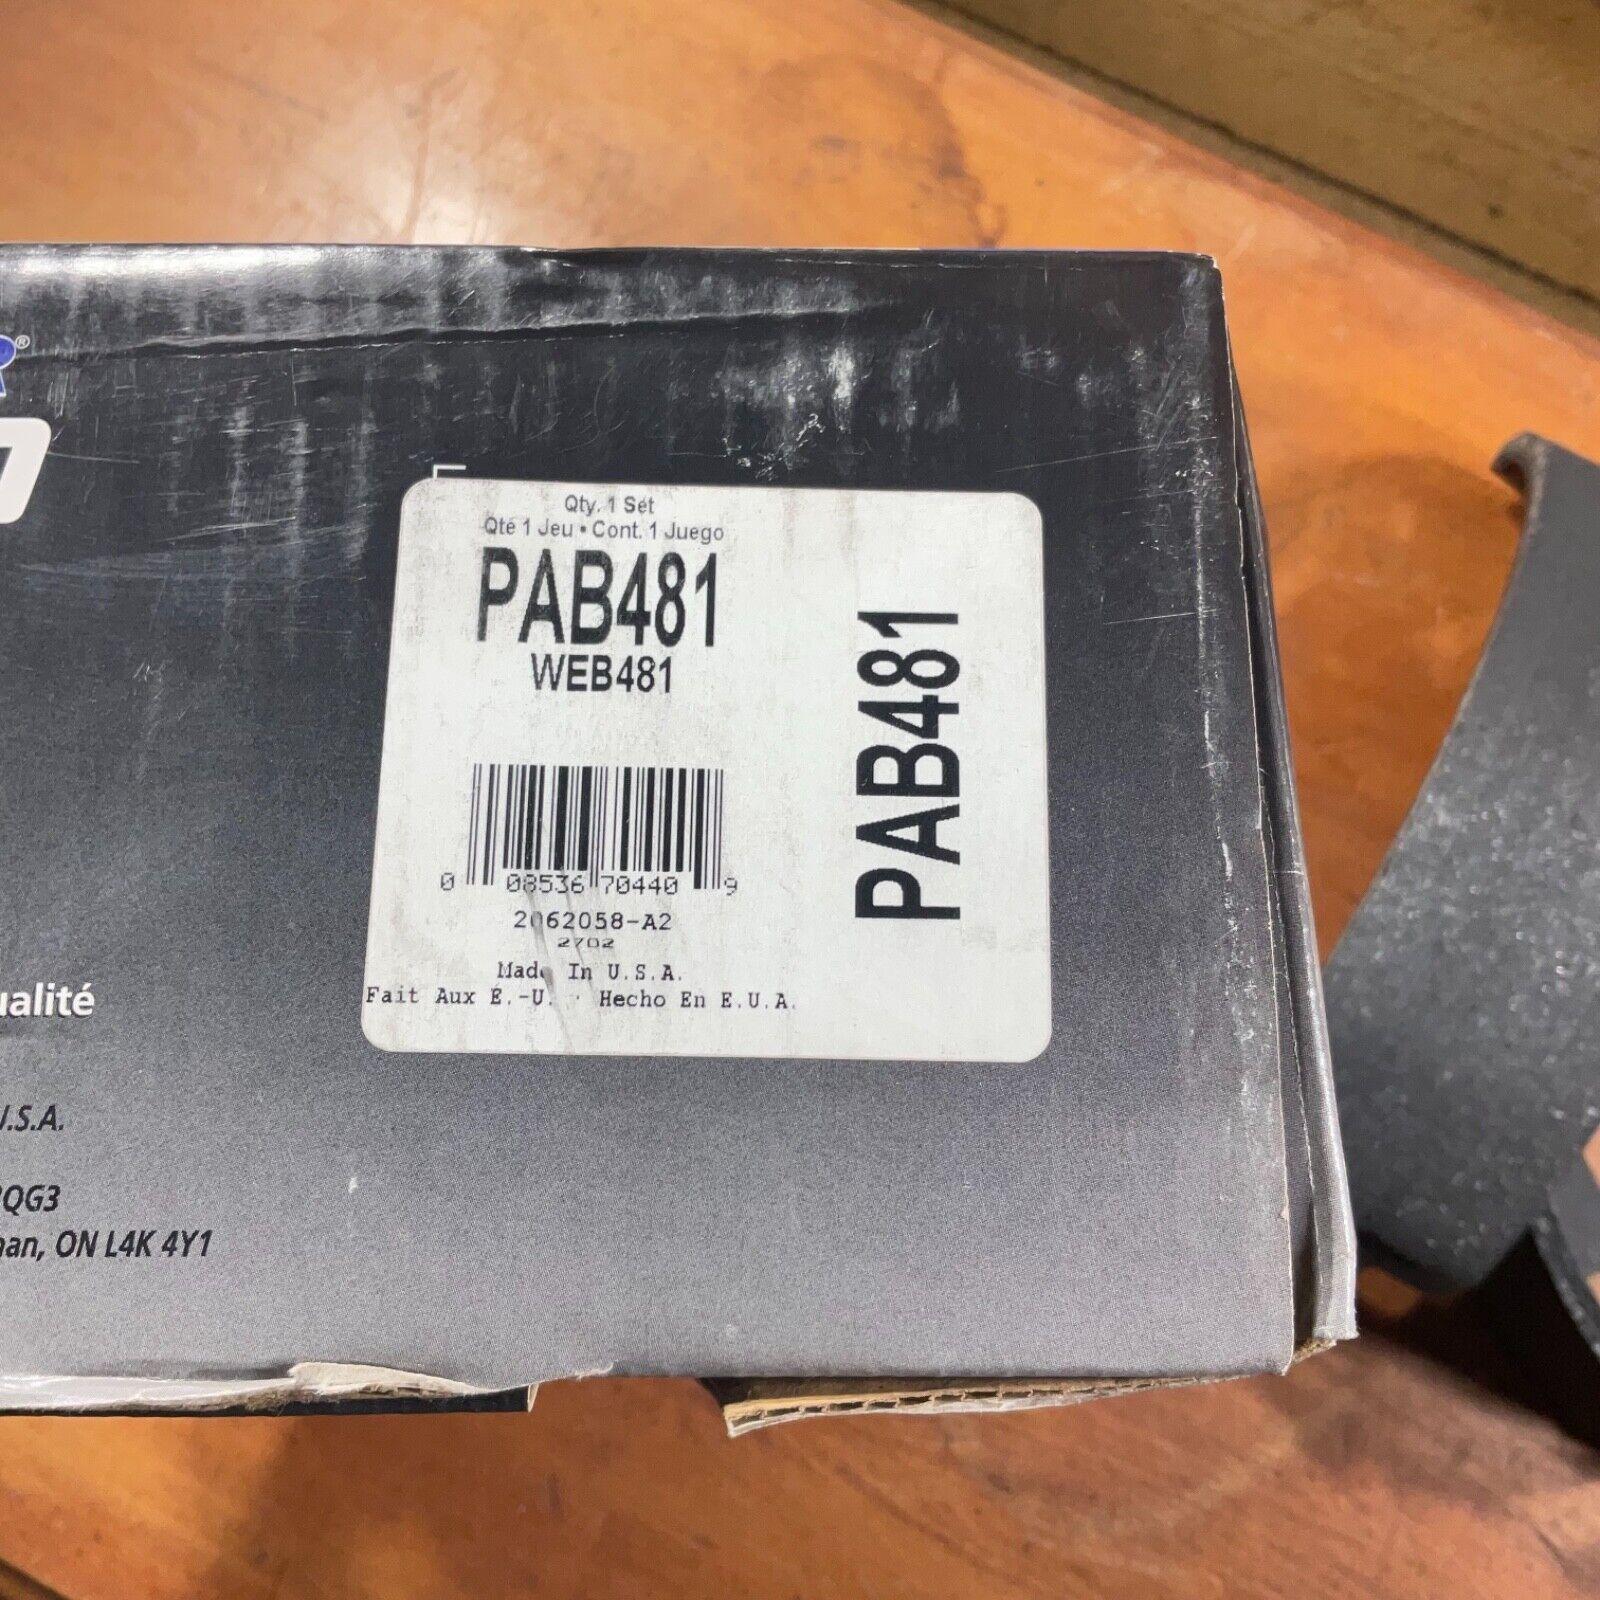 R®
Qty. 1 Set
Qté 1 Jeu • Cont. 1 Juego
PAB481
WEB481
PAB481
0 08536 70440 9
2062058-A2
2702
Made In U.S.A.
Fait Aux É.-U. · Hecho En E.U.A.
ualité
.S.A.
QG3
nan, ON L4K 4Y1